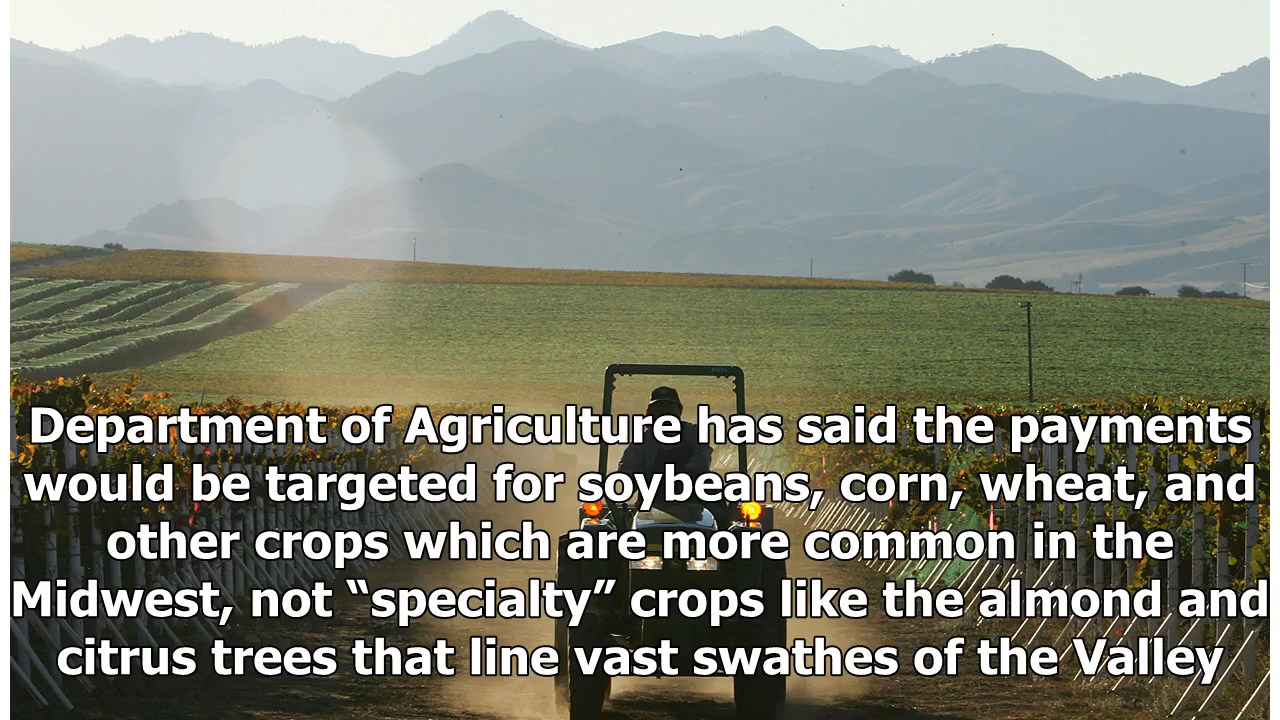 Department of Agriculture has said the payments
would be targeted for soybeans, corn, wheat, and
other crops which are more common in the
Midwest, not “specialty” crops like the almond and
citrus trees that line vast swathes of the Valley